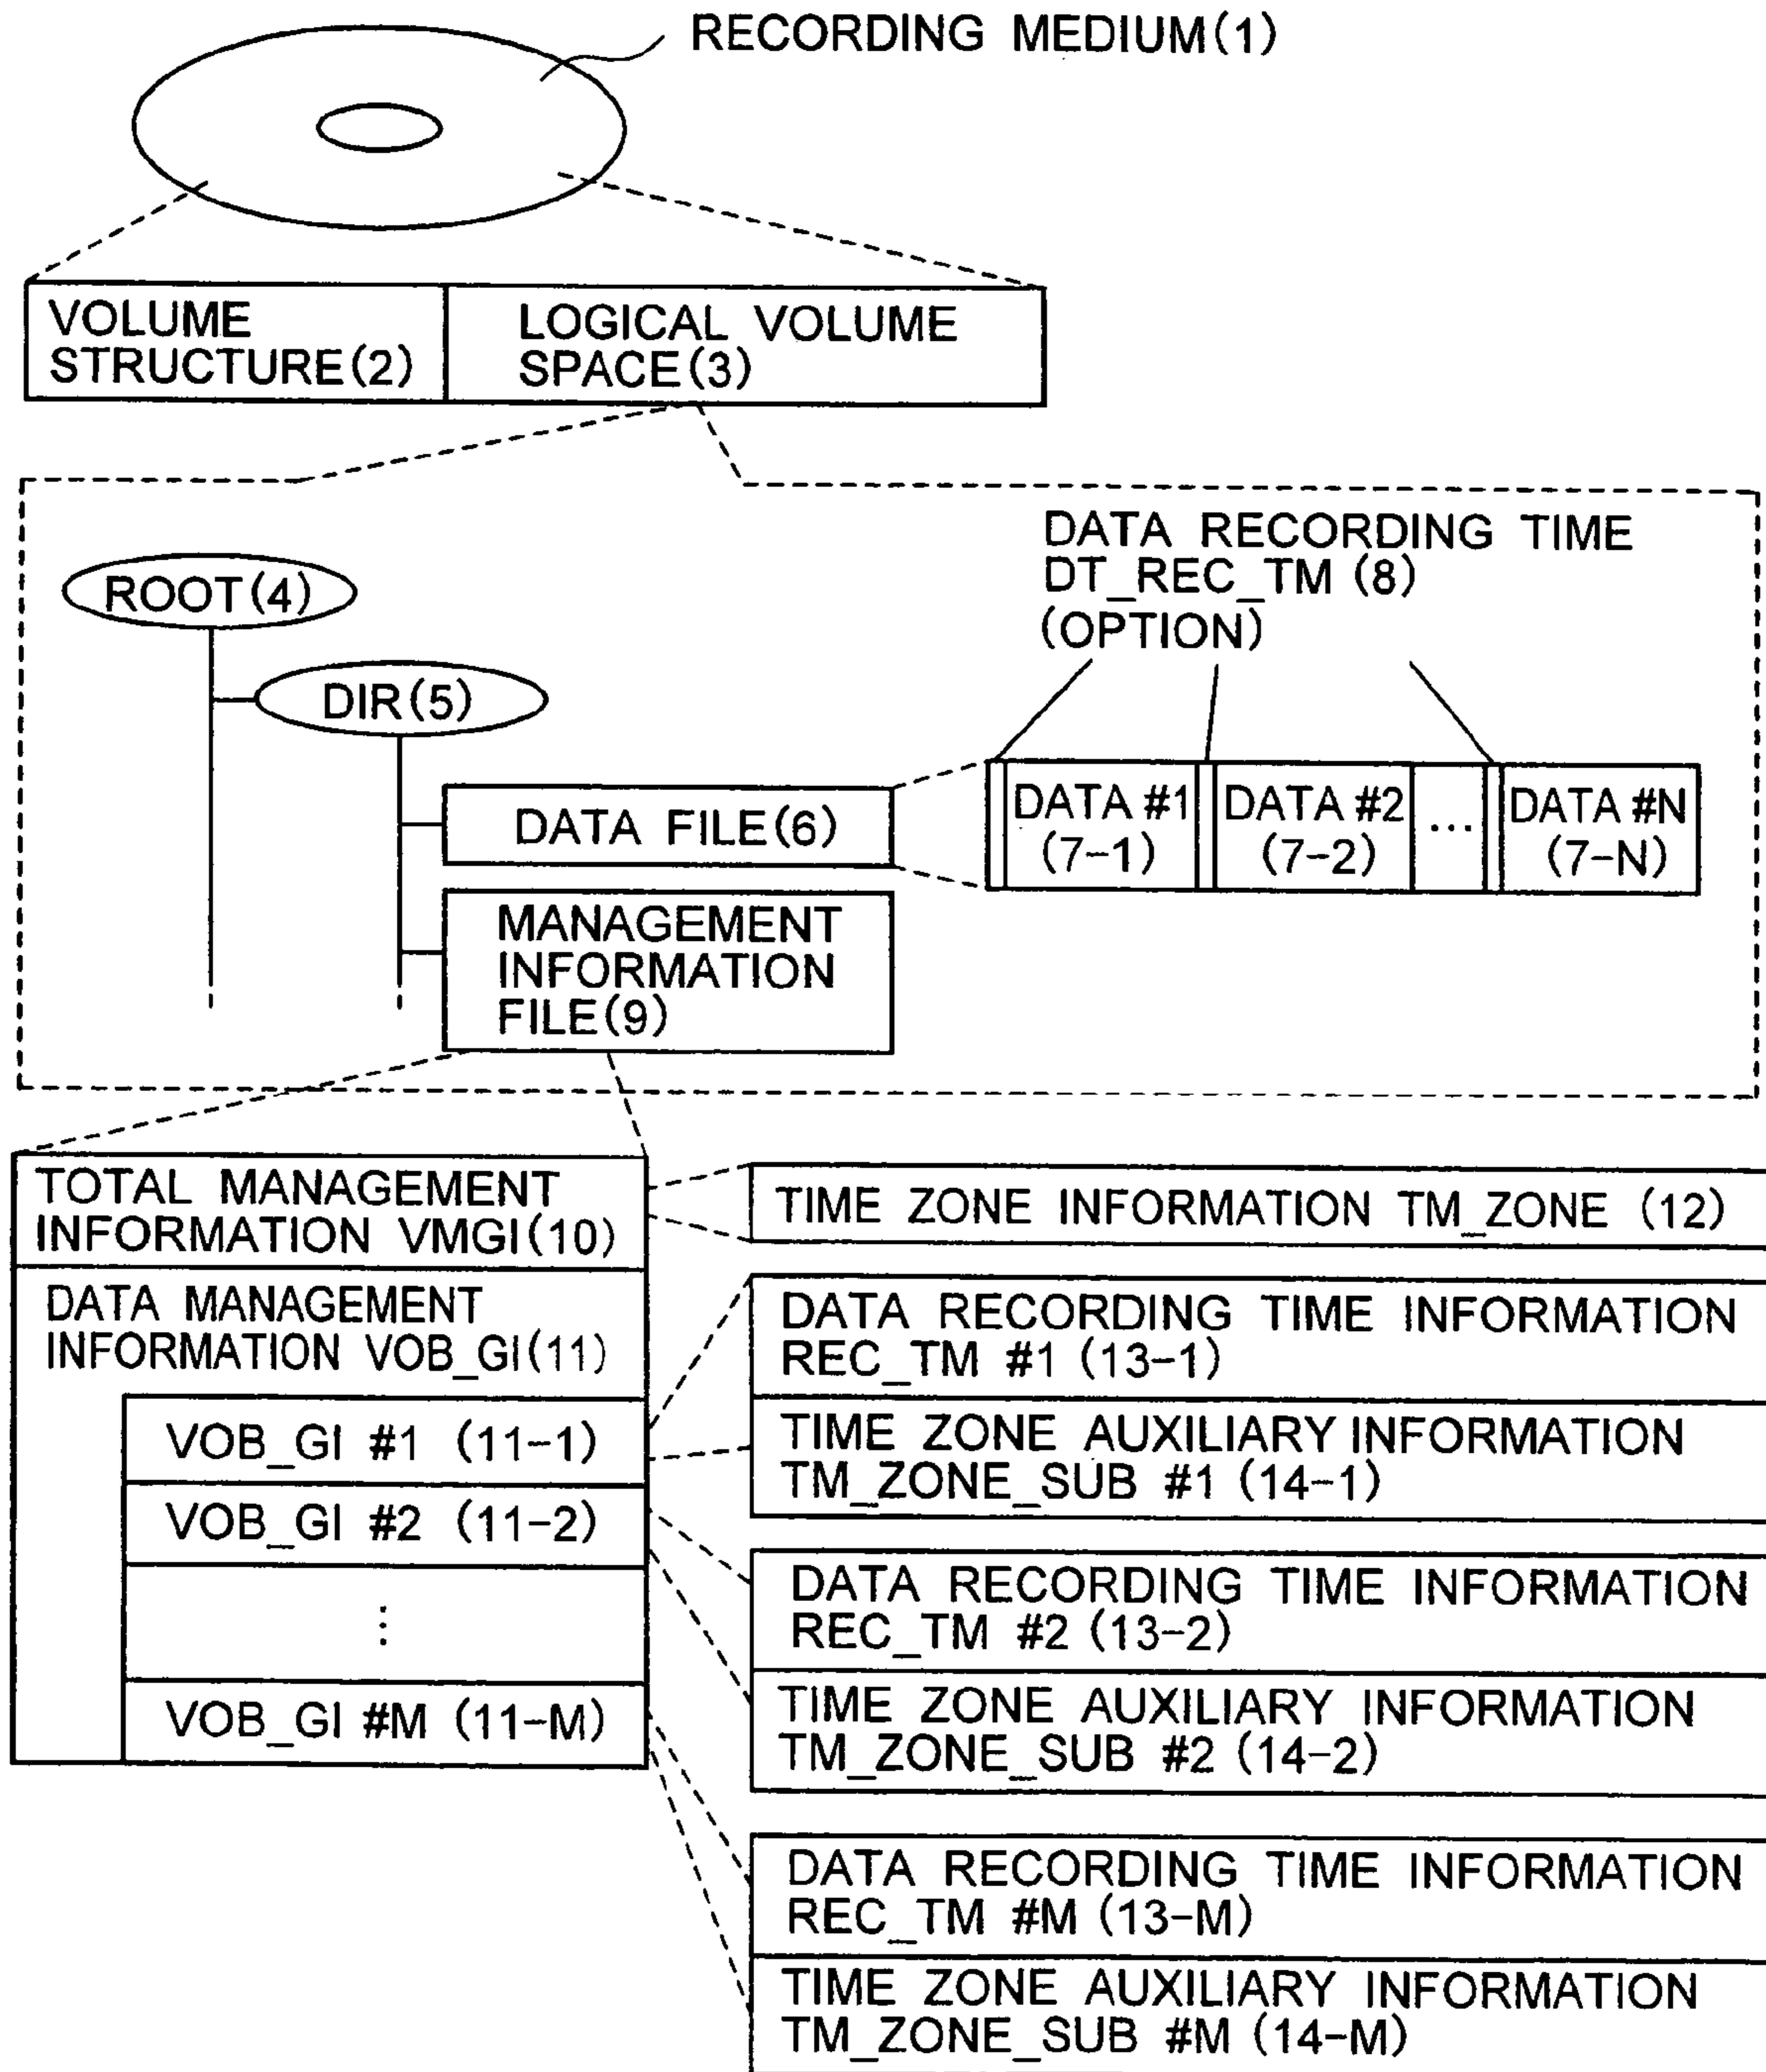 RECORDING MEDIUM(1)
VOLUME
STRUCTURE(2)
LOGICAL VOLUME
SPACE(3)
DATA RECORDING TIME
DT_REC_TM (8)
(OPTION)
ROOT(4)
DIR(5)
DATA FILE(6)
DATA #1
(7-1)
DATA #2
(7-2)
...
DATA #N
(7-N)
MANAGEMENT
INFORMATION
FILE(9)
TOTAL MANAGEMENT
INFORMATION VMGI(10)
TIME ZONE INFORMATION TM_ZONE (12)
DATA MANAGEMENT
INFORMATION VOB_GI(11)
VOB_GI #1 (11-1)
VOB_GI #2 (11-2)
⋮
VOB_GI #M (11-M)
DATA RECORDING TIME INFORMATION
REC_TM #1 (13-1)
TIME ZONE AUXILIARY INFORMATION
TM_ZONE_SUB #1 (14-1)
DATA RECORDING TIME INFORMATION
REC_TM #2 (13-2)
TIME ZONE AUXILIARY INFORMATION
TM_ZONE_SUB #2 (14-2)
DATA RECORDING TIME INFORMATION
REC_TM #M (13-M)
TIME ZONE AUXILIARY INFORMATION
TM_ZONE_SUB #M (14-M)